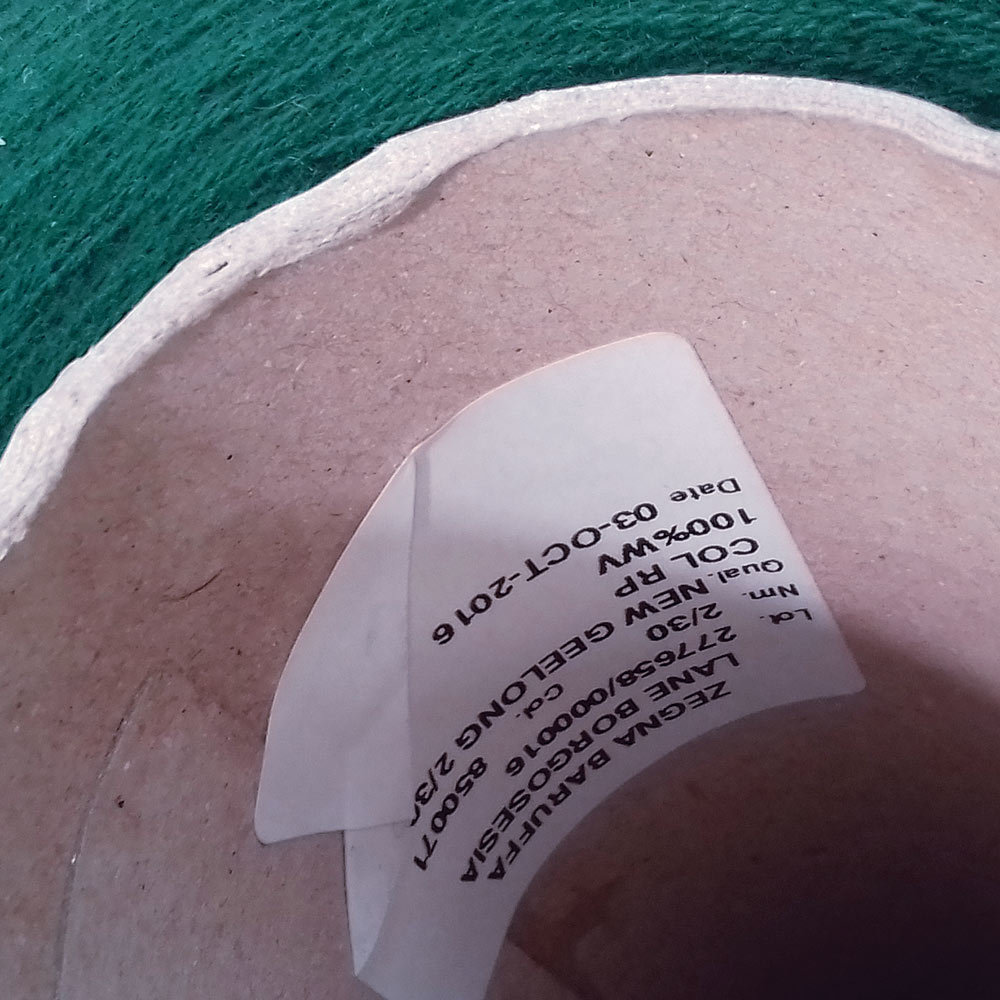 ZEGNA BARUFFA
LANE BORGOSESIA
Lot. 277658/000016
Nm. 2/30 Col. 850071
Qual. NEW GEELONG 2/30
COL RP
100%WV
Date 03-OCT-2016